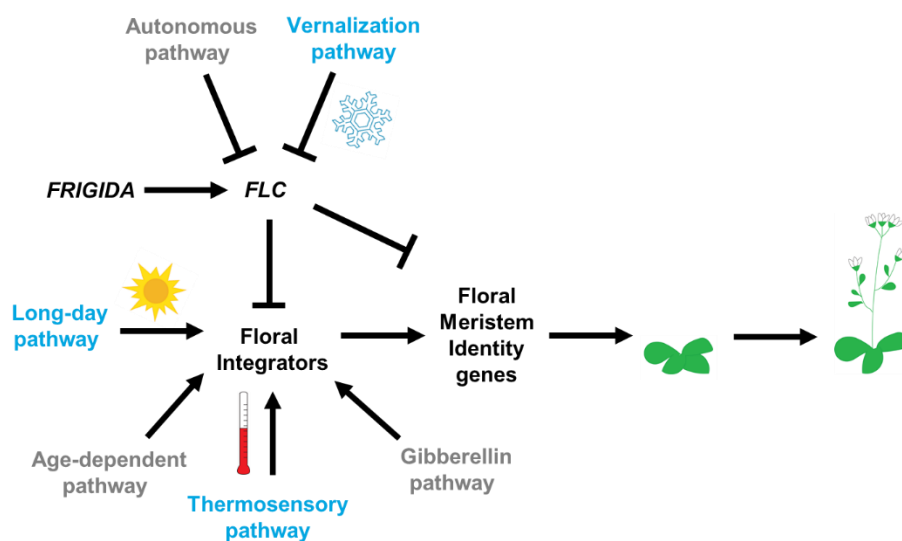 Autonomous
pathway
Vernalization
pathway
FRIGIDA
FLC
Long-day
pathway
Floral
Integrators
Floral
Meristem
Identity
genes
Age-dependent
pathway
Thermosensory
pathway
Gibberellin
pathway